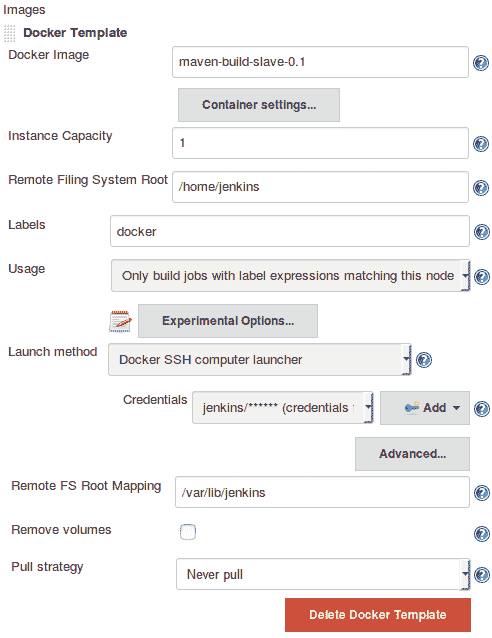 Images
Docker Template
Docker Image maven-build-slave-0.1
Container settings...
Instance Capacity 1
Remote Filing System Root /home/jenkins
Labels docker
Usage Only build jobs with label expressions matching this node
Experimental Options...
Launch method Docker SSH computer launcher
Credentials jenkins/****** (credentials
Add
Advanced...
Remote FS Root Mapping /var/lib/jenkins
Remove volumes
Pull strategy Never pull
Delete Docker Template